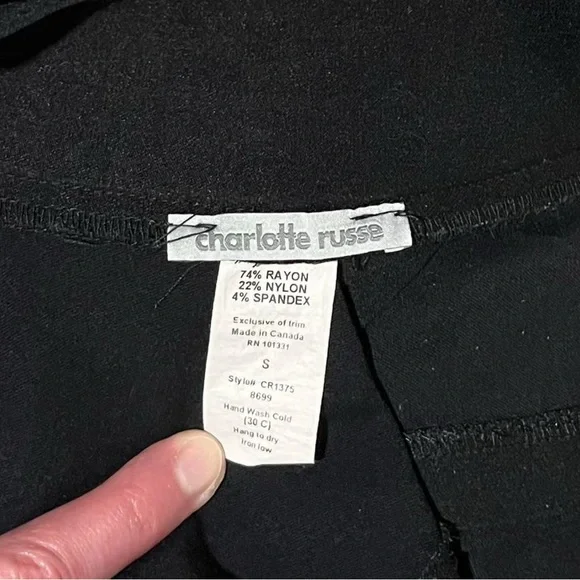 charlotte russe
74% RAYON
22% NYLON
4% SPANDEX
Exclusive of trim
Made in Canada
RN 101331
S
Style# CR1375
8699
Hand Wash Cold
(30 C)
Hang to dry
Iron low